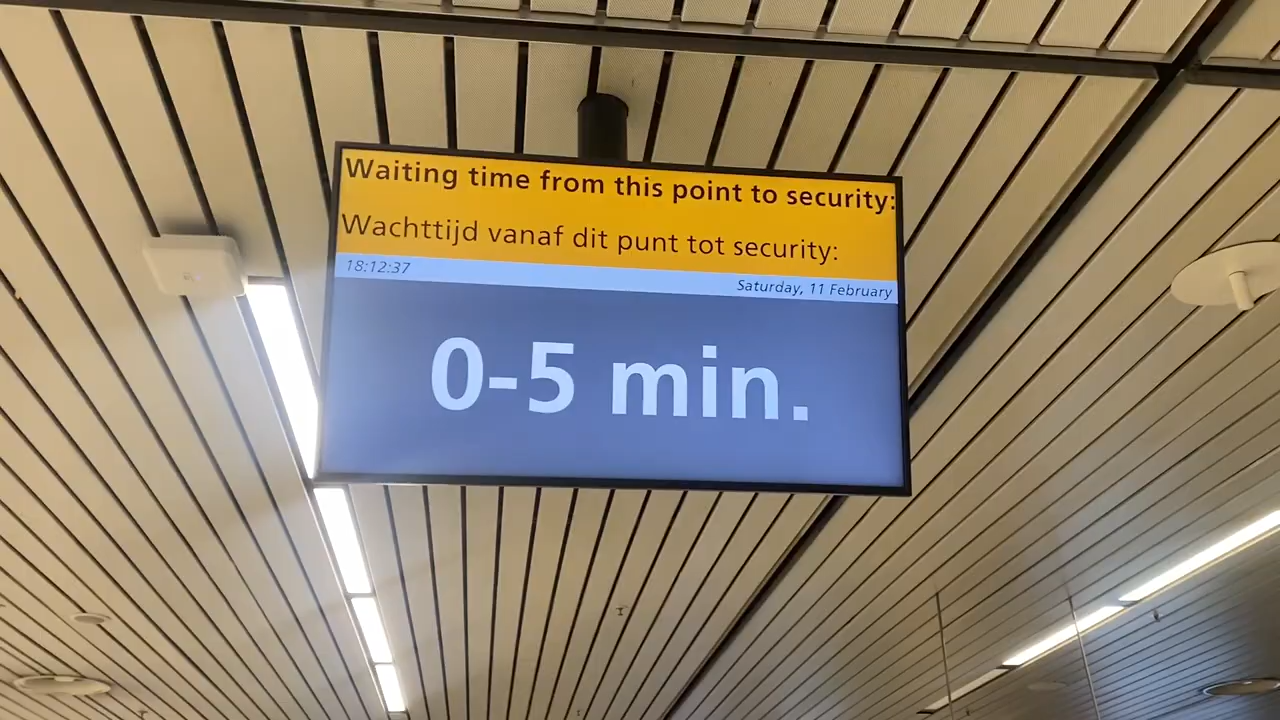 Waiting time from this point to security:
Wachttijd vanaf dit punt tot security:
18:12:37
Saturday, 11 February
0-5 min.